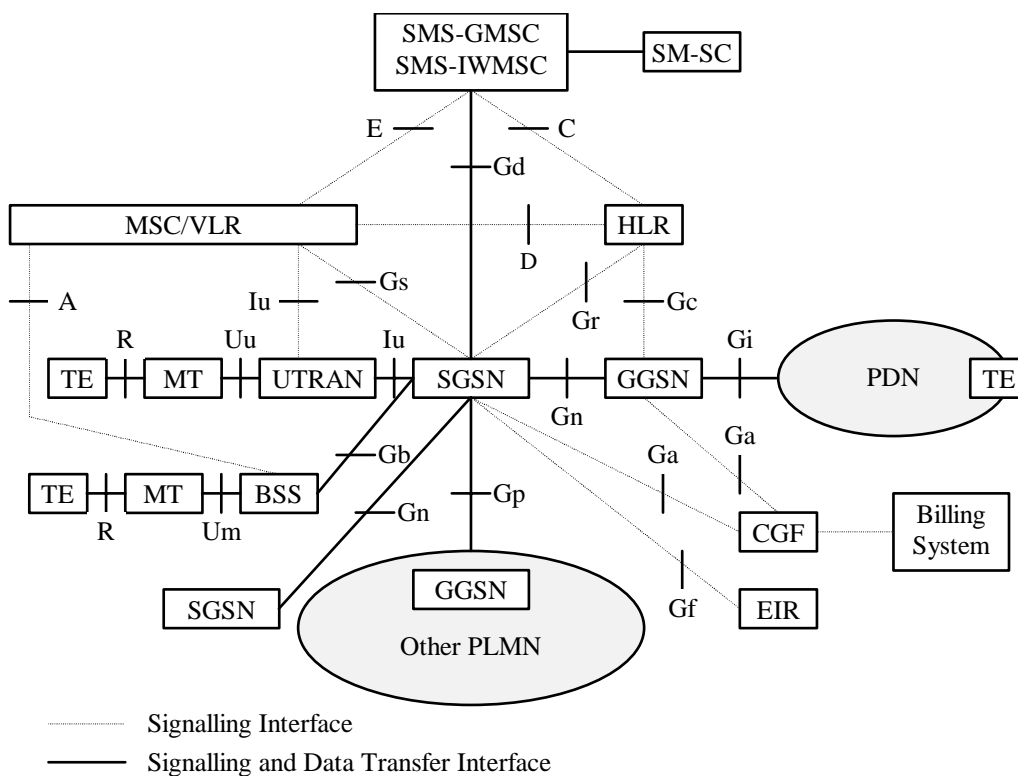 SMS-GMSC
SMS-IWMSC
SM-SC
E
C
Gd
MSC/VLR
HLR
D
A
Iu
Gs
Gr
Gc
R
Uu
Iu
Gi
TE
MT
UTRAN
SGSN
GGSN
PDN
TE
Gn
Ga
Gb
Ga
TE
MT
BSS
Gp
Gn
R
Um
CGF
Billing
System
GGSN
SGSN
Gf
EIR
Other PLMN
Signalling Interface
Signalling and Data Transfer Interface